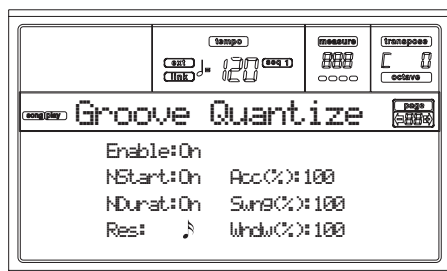 tempo
measure
transpose
ext
link
♩= 120
seq 1
888
C 0
octave
song play
Groove Quantize
page
88
Enable:On
NStart:On Acc(%):100
NDurat:On Swng(%):100
Res: ♪ Wndw(%):100